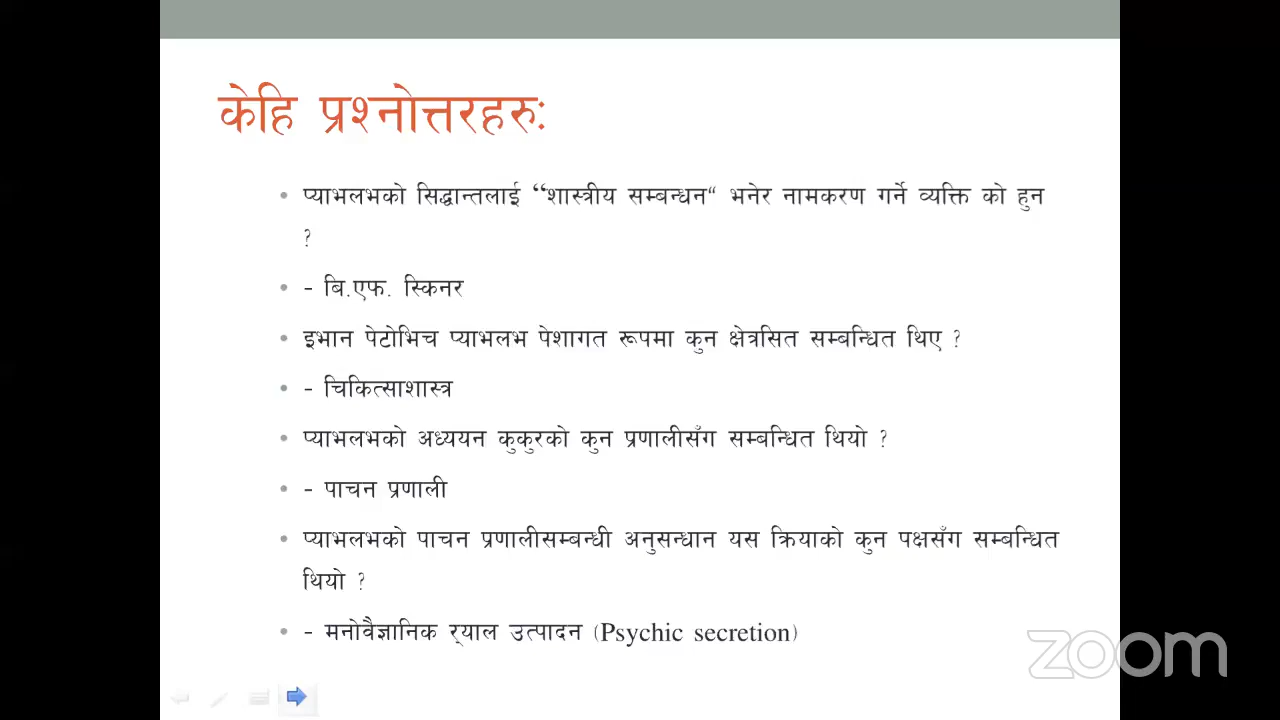 केहि प्रश्नोत्तरहरुः
• प्याभलभको सिद्धान्तलाई “शास्त्रीय सम्बन्धन“ भनेर नामकरण गर्ने व्यक्ति को हुन
?
• - बि.एफ. स्किनर
• इभान पेटोभिच प्याभलभ पेशागत रूपमा कुन क्षेत्रसित सम्बन्धित थिए ?
• - चिकित्साशास्त्र
• प्याभलभको अध्ययन कुकुरको कुन प्रणालीसँग सम्बन्धित थियो ?
• - पाचन प्रणाली
• प्याभलभको पाचन प्रणालीसम्बन्धी अनुसन्धान यस क्रियाको कुन पक्षसँग सम्बन्धित
थियो ?
• - मनोवैज्ञानिक र्‍याल उत्पादन (Psychic secretion)
zoom